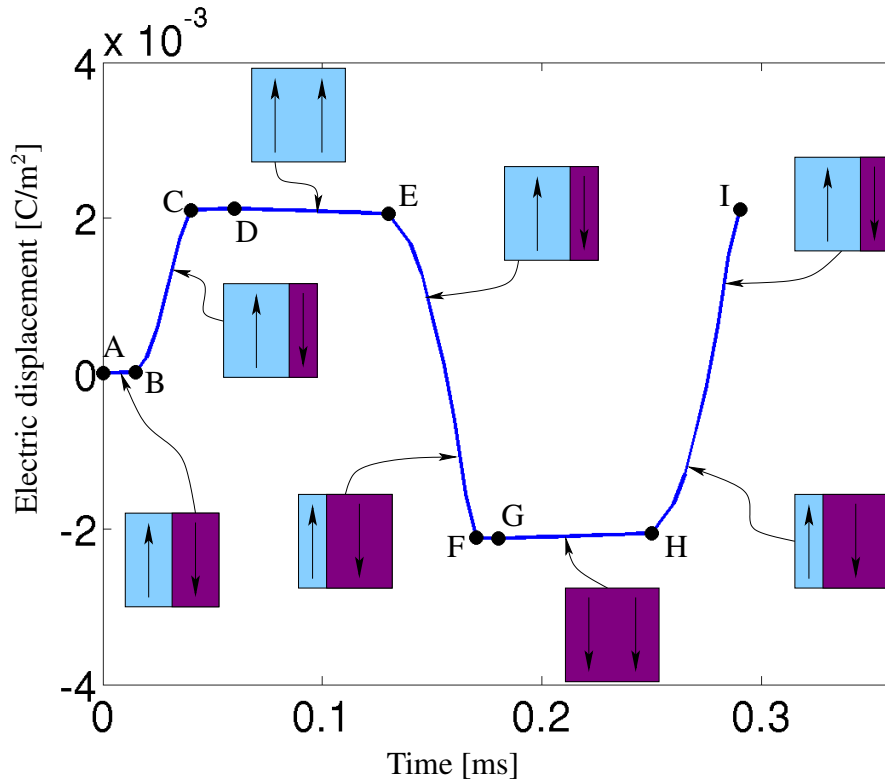 × 10⁻³
4
2
0
-2
-4
Electric displacement [C/m²]
A
B
C
D
E
F
G
H
I
0
0.1
0.2
0.3
Time [ms]